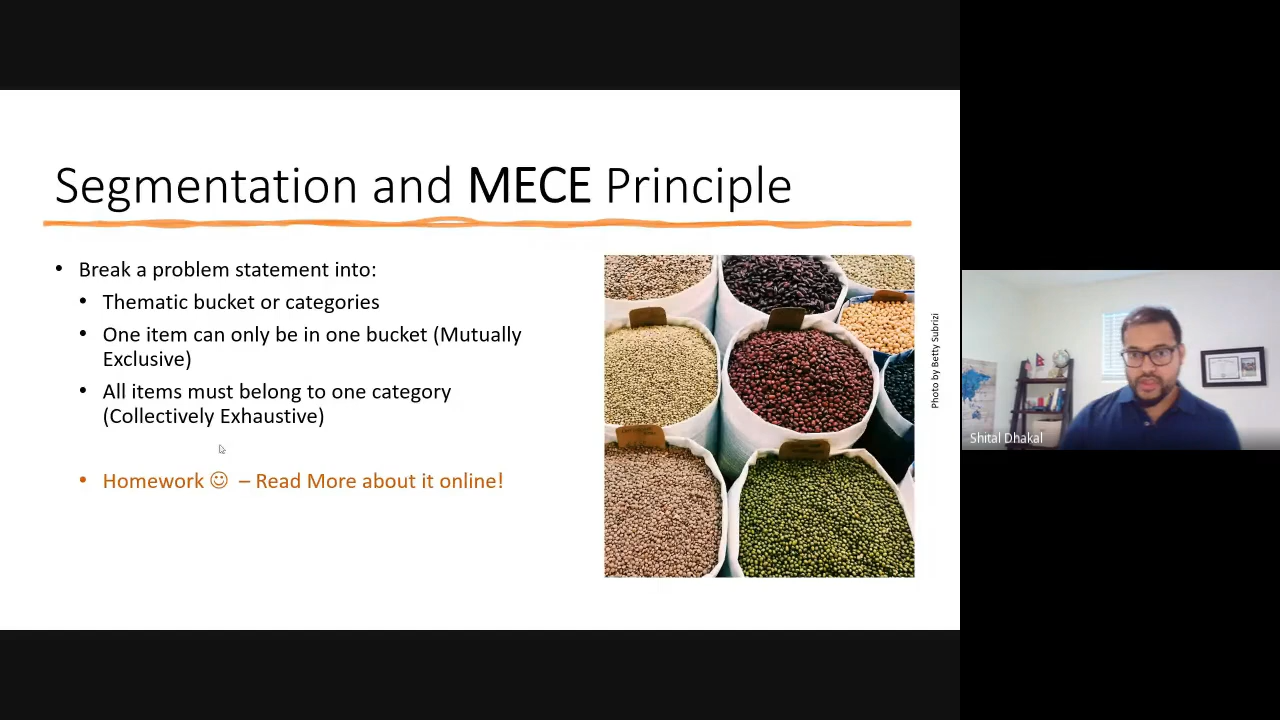 Segmentation and MECE Principle
• Break a problem statement into:
• Thematic bucket or categories
• One item can only be in one bucket (Mutually
Exclusive)
• All items must belong to one category
(Collectively Exhaustive)
• Homework ☺ – Read More about it online!
Photo by Betty Subrizi
Shital Dhakal